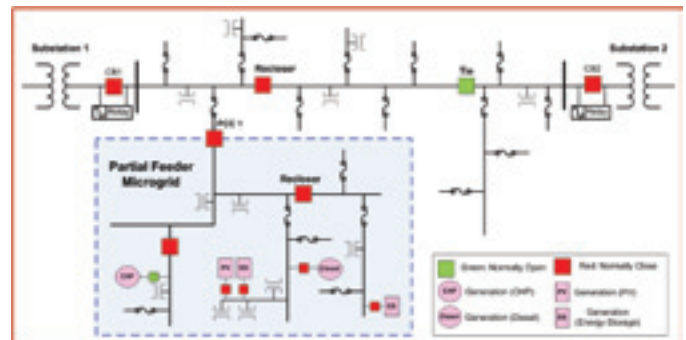 Substation 1
Substation 2
CB1
Recloser
Tie
CB2
Relay
Relay
PCC 1
Partial Feeder
Microgrid
Recloser
CHP
PV
ES
Diesel
ES
Green: Normally Open
Red: Normally Close
CHP
Generation (CHP)
PV
Generation (PV)
Diesel
Generation (Diesel)
ES
Generation
(Energy Storage)